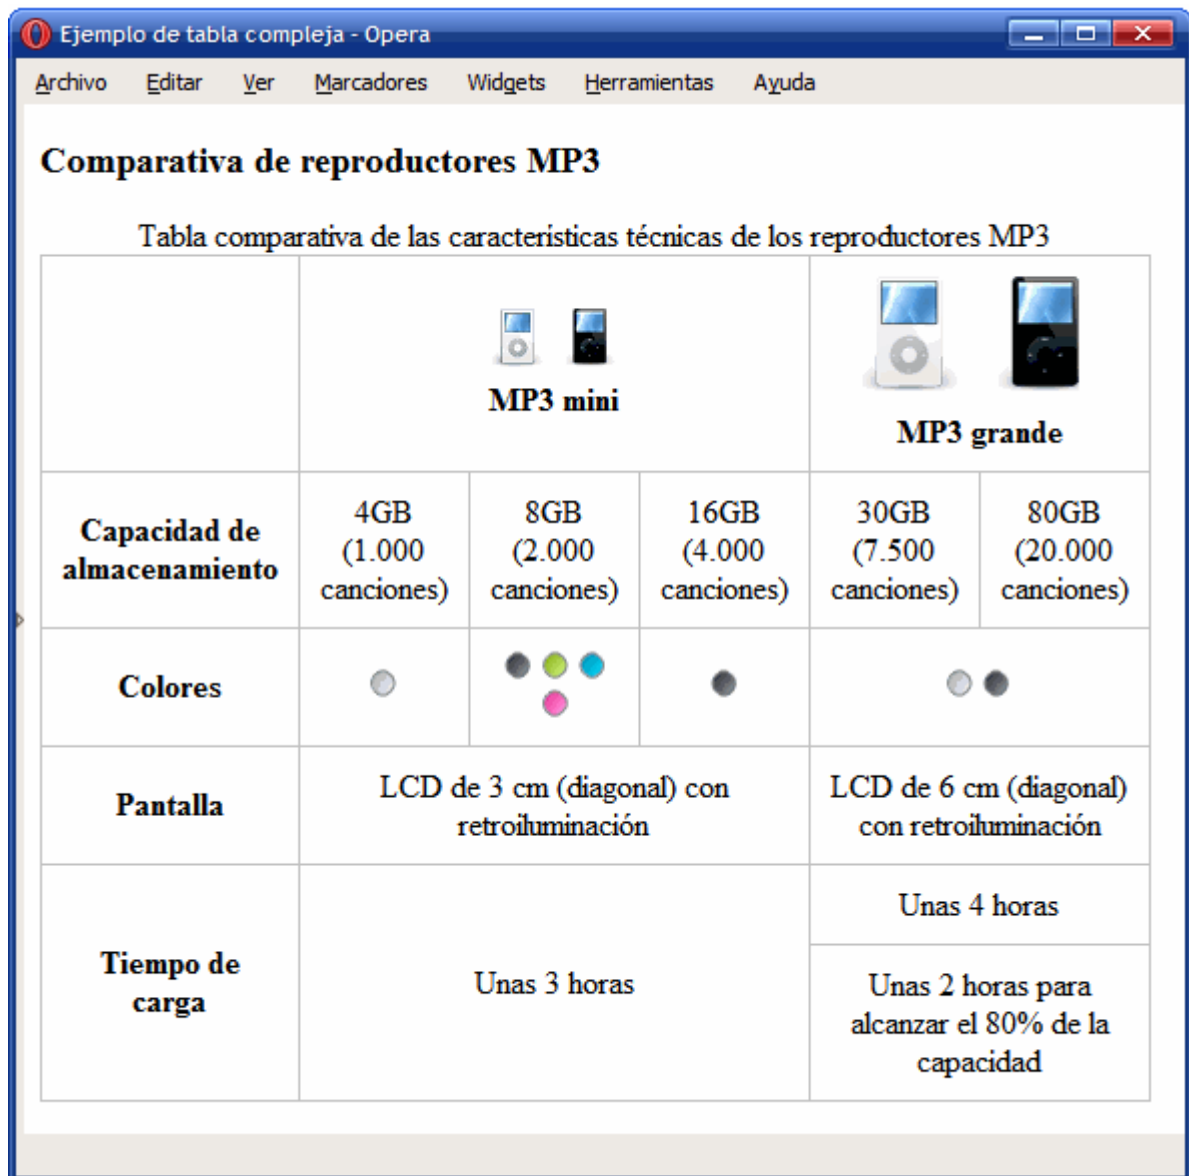 Ejemplo de tabla compleja - Opera
Archivo Editar Ver Marcadores Widgets Herramientas Ayuda
Comparativa de reproductores MP3
Tabla comparativa de las características técnicas de los reproductores MP3
MP3 mini
MP3 grande
Capacidad de
almacenamiento
4GB
(1.000
canciones)
8GB
(2.000
canciones)
16GB
(4.000
canciones)
30GB
(7.500
canciones)
80GB
(20.000
canciones)
Colores
Pantalla
LCD de 3 cm (diagonal) con
retroiluminación
LCD de 6 cm (diagonal)
con retroiluminación
Tiempo de
carga
Unas 3 horas
Unas 4 horas
Unas 2 horas para
alcanzar el 80% de la
capacidad